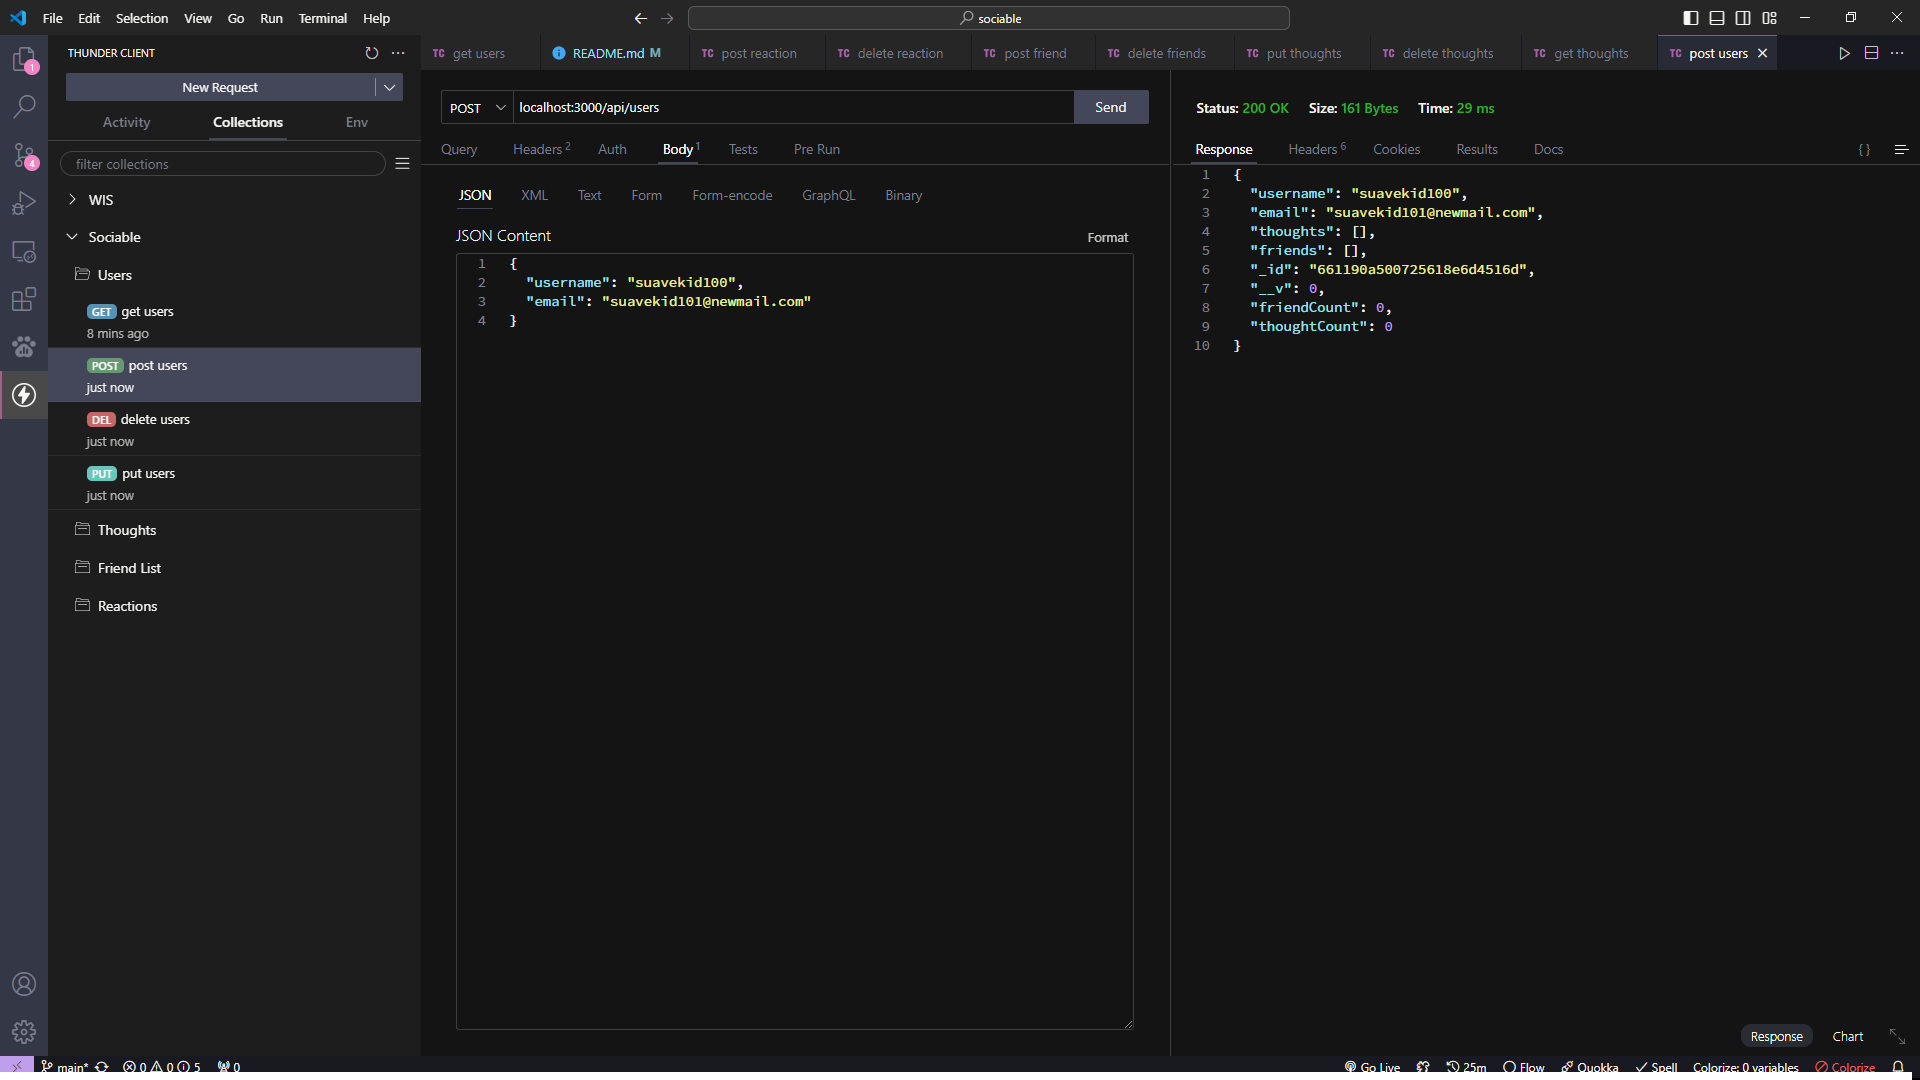 File Edit Selection View Go Run Terminal Help
sociable
THUNDER CLIENT
New Request
Activity Collections Env
filter collections
WIS
Sociable
Users
GET get users
8 mins ago
POST post users
just now
DEL delete users
just now
PUT put users
just now
Thoughts
Friend List
Reactions
1
4
TC get users
README.md M
TC post reaction
TC delete reaction
TC post friend
TC delete friends
TC put thoughts
TC delete thoughts
TC get thoughts
TC post users
POST localhost:3000/api/users Send
Query Headers 2 Auth Body 1 Tests Pre Run
JSON XML Text Form Form-encode GraphQL Binary
JSON Content Format
1 {
2 "username": "suavekid100",
3 "email": "suavekid101@newmail.com"
4 }
Status: 200 OK Size: 161 Bytes Time: 29 ms
Response Headers 6 Cookies Results Docs { }
1 {
2 "username": "suavekid100",
3 "email": "suavekid101@newmail.com",
4 "thoughts": [],
5 "friends": [],
6 "_id": "661190a500725618e6d4516d",
7 "__v": 0,
8 "friendCount": 0,
9 "thoughtCount": 0
10 }
Response Chart
main* 0 0 5 0
Go Live 25m Flow Quokka Spell Colorize: 0 variables Colorize